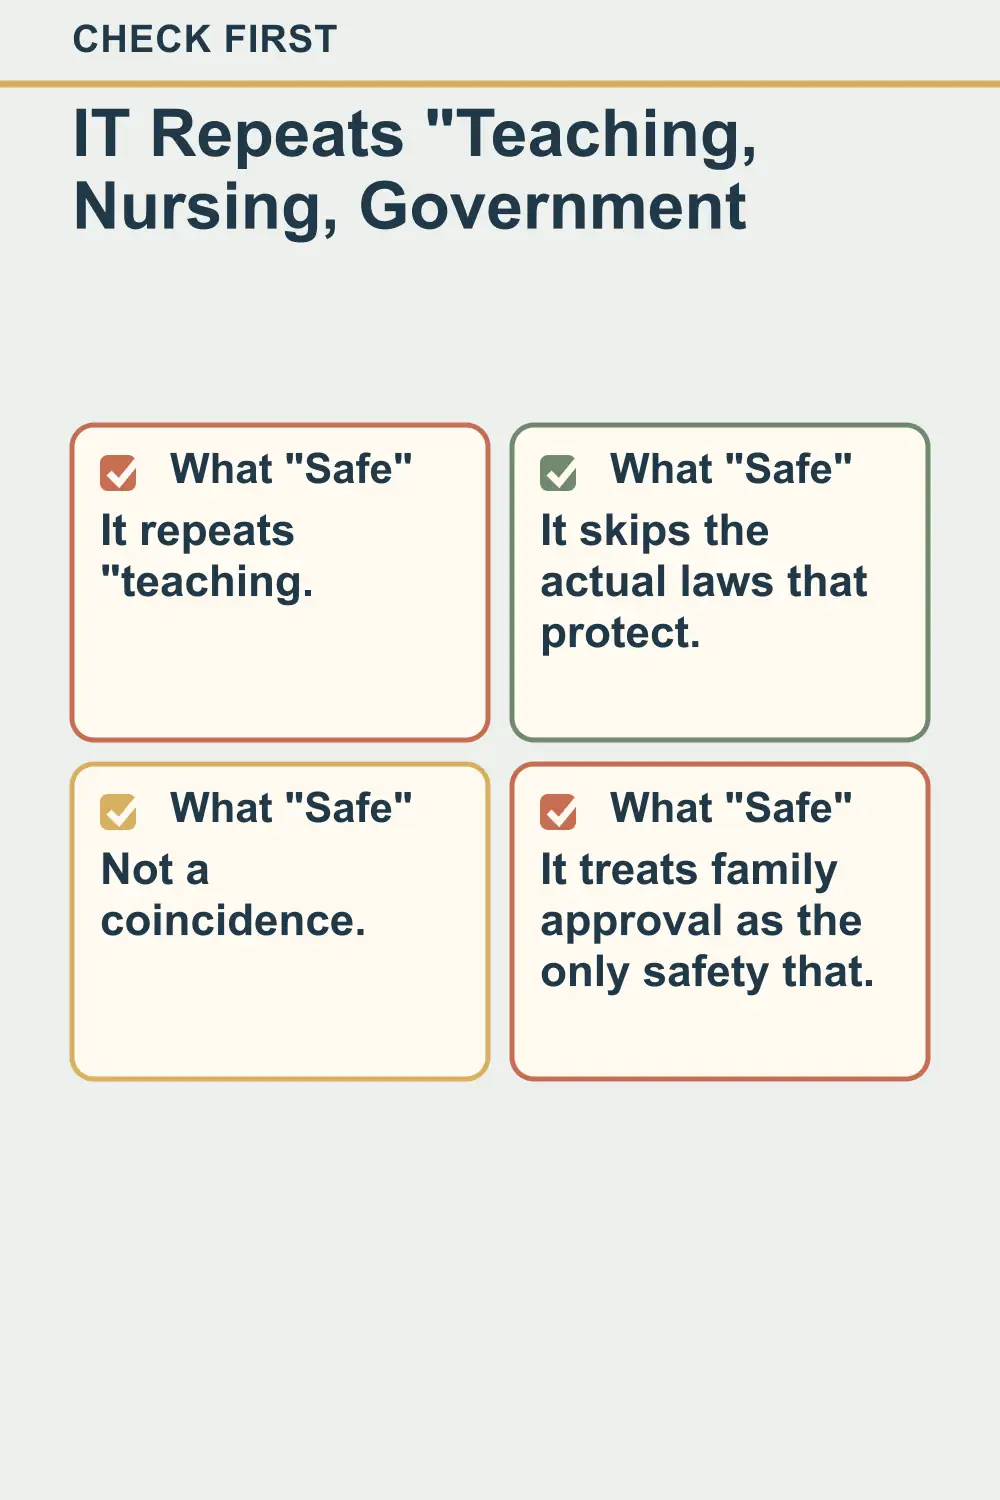 CHECK FIRST
IT Repeats "Teaching,
Nursing, Government
What "Safe"
It repeats
"teaching.
What "Safe"
It skips the
actual laws that
protect.
What "Safe"
Not a
coincidence.
What "Safe"
It treats family
approval as the
only safety that.